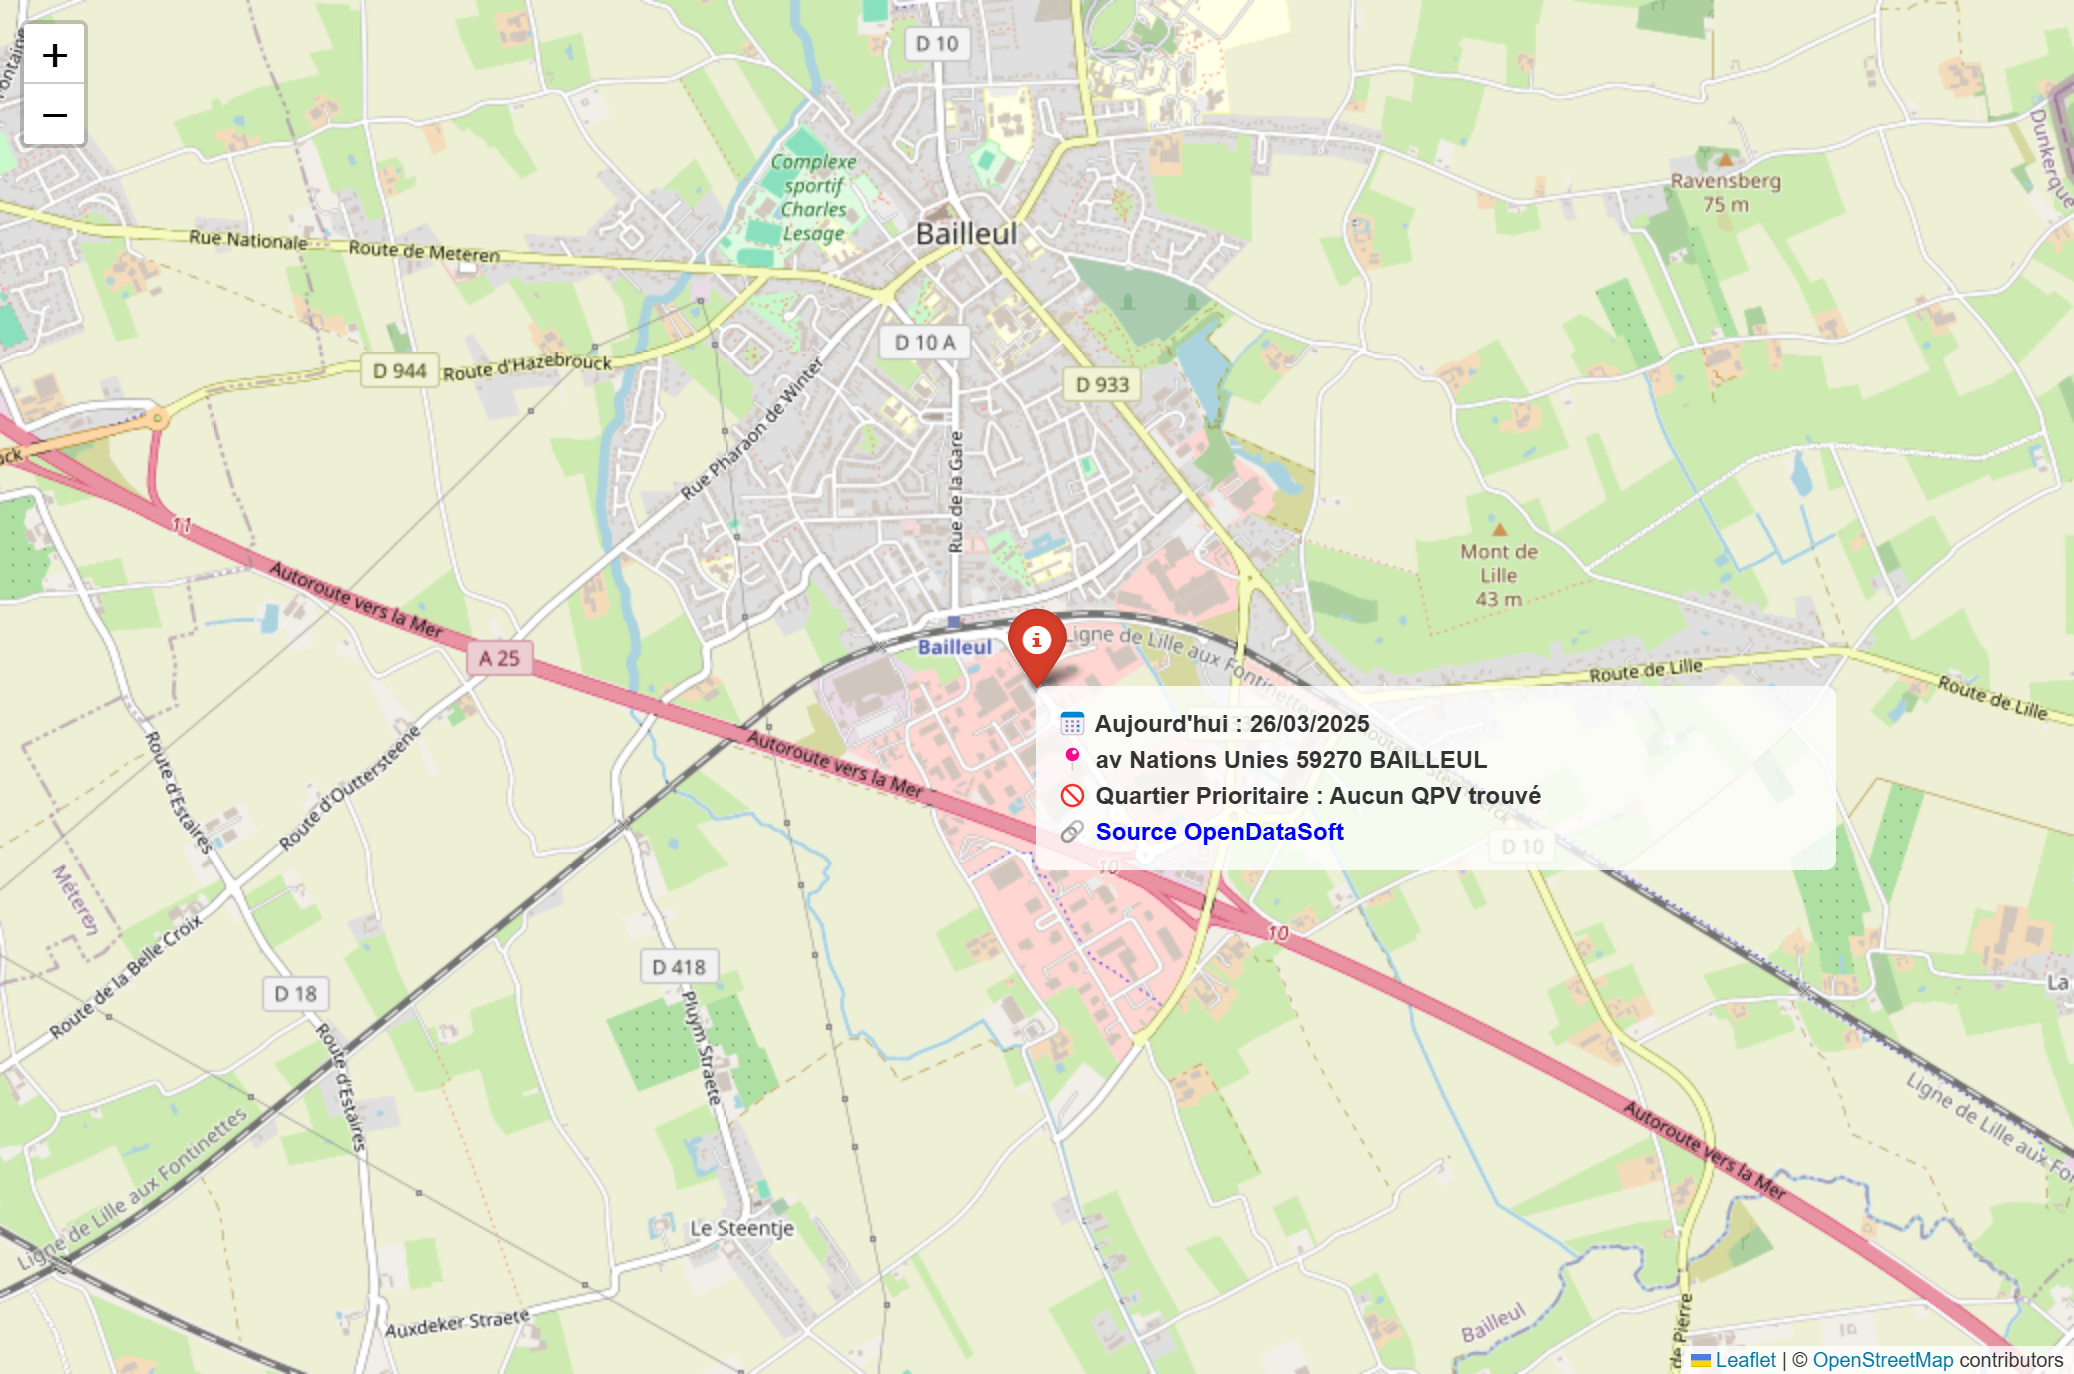 +
−
D 10
Complexe
sportif
Charles
Lesage
Bailleul
Ravensberg
75 m
Dunkerque
Rue Nationale
Route de Meteren
D 10 A
D 944
Route d'Hazebrouck
D 933
Rue Pharaon de Winter
Rue de la Gare
11
Autoroute vers la Mer
A 25
Mont de
Lille
43 m
Bailleul
Ligne de Lille aux Fontinettes
Route de Lille
Route de Lille
Aujourd'hui : 26/03/2025
av Nations Unies 59270 BAILLEUL
Quartier Prioritaire : Aucun QPV trouvé
Source OpenDataSoft
Autoroute vers la Mer
Route d'Estaires
Route d'Outtersteene
D 10
10
10
Méteren
Route de la Belle Croix
D 18
D 418
La
Pluym Straete
Route d'Estaires
Ligne de Lille aux Fontinettes
Autoroute vers la Mer
Ligne de Lille aux Fo
Le Steentje
Auxdeker Straete
Bailleul
de Pierre
Leaflet | © OpenStreetMap contributors